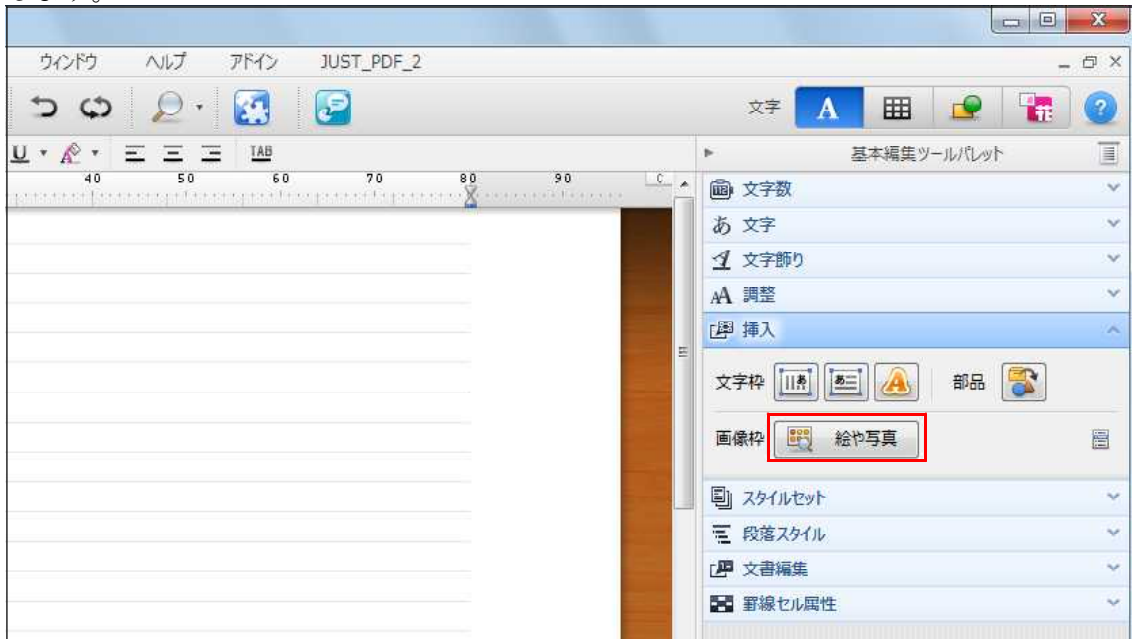 ウィンドウ ヘルプ アドイン JUST_PDF_2
文字 A
U TAB
基本編集ツールパレット
40 50 60 70 80 90 C
文字数
あ 文字
文字飾り
AA 調整
挿入
文字枠 あ あ A 部品
画像枠 絵や写真
スタイルセット
段落スタイル
文書編集
罫線セル属性